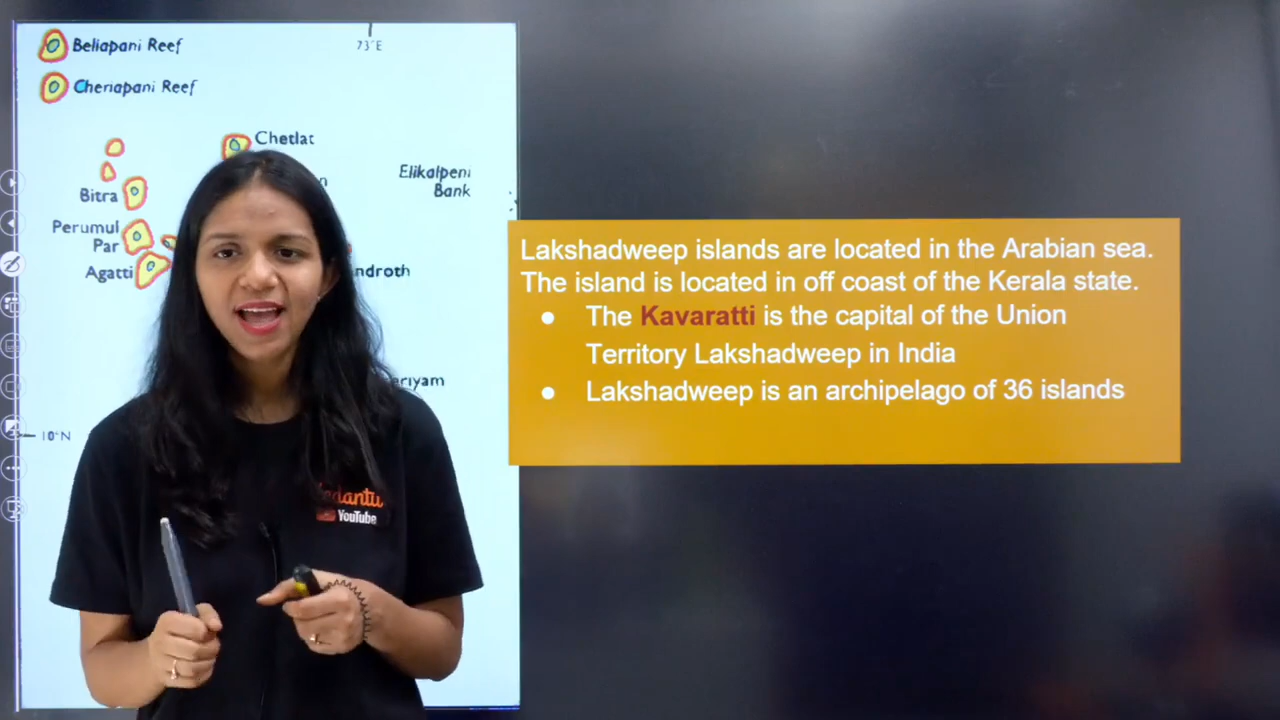 Beliapani Reef
73°E
Cheriapani Reef
Chetlat
Elikalpeni
Bank
Bitra
Perumul
Par
Agatti
10°N
YouTube
Lakshadweep islands are located in the Arabian sea.
The island is located in off coast of the Kerala state.
● The Kavaratti is the capital of the Union
Territory Lakshadweep in India
● Lakshadweep is an archipelago of 36 islands